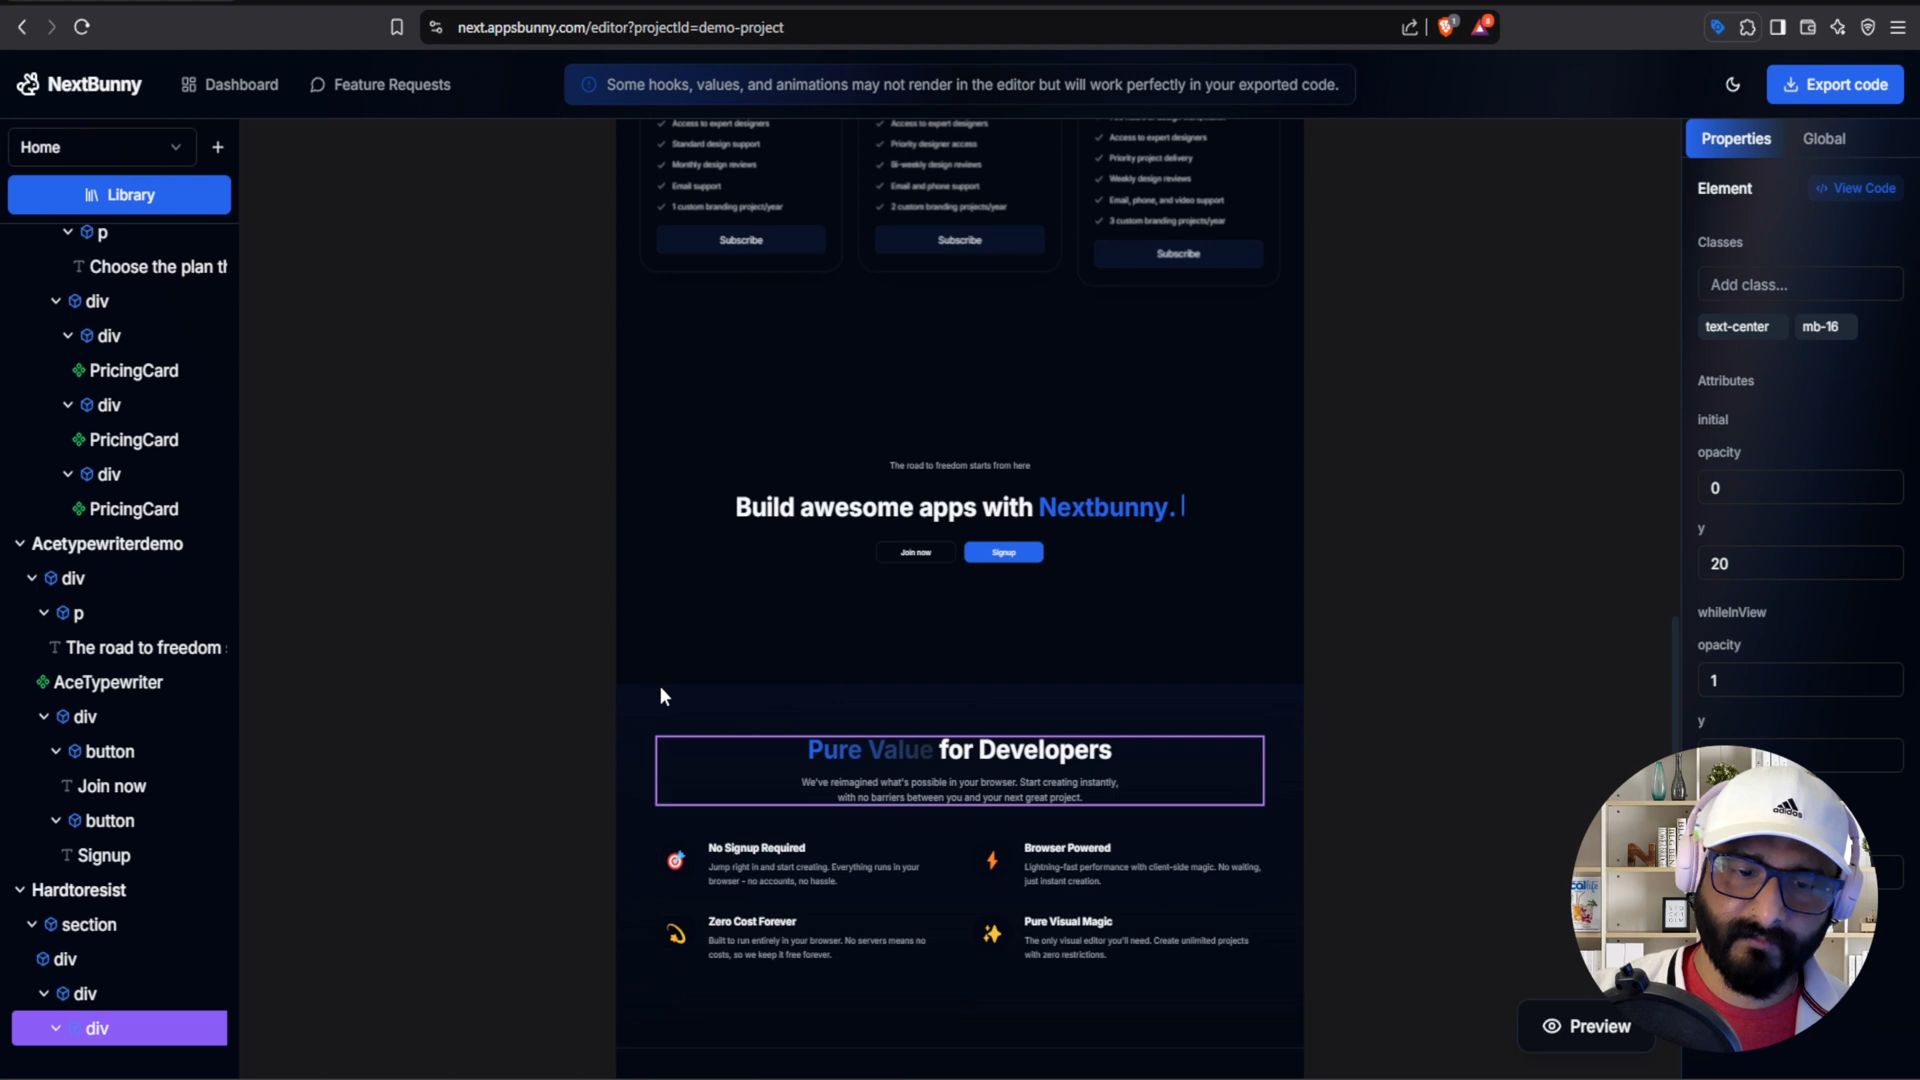 next.appsbunny.com/editor?projectId=demo-project
NextBunny
Dashboard
Feature Requests
Some hooks, values, and animations may not render in the editor but will work perfectly in your exported code.
Export code
Home
Library
p
Choose the plan th
div
div
PricingCard
div
PricingCard
div
PricingCard
Acetypewriterdemo
div
p
The road to freedom
AceTypewriter
div
button
Join now
button
Signup
Hardtoresist
section
div
div
div
Access to expert designers
Standard design support
Monthly design reviews
Email support
1 custom branding project/year
Subscribe
Access to expert designers
Priority designer access
Bi-weekly design reviews
Email and phone support
2 custom branding projects/year
Subscribe
Access to expert designers
Priority project delivery
Weekly design reviews
Email, phone, and video support
3 custom branding projects/year
Subscribe
The road to freedom starts from here
Build awesome apps with Nextbunny.
Join now
Signup
Pure Value for Developers
We've reimagined what's possible in your browser. Start creating instantly,
with no barriers between you and your next great project.
No Signup Required
Jump right in and start creating. Everything runs in your
browser - no accounts, no hassle.
Browser Powered
Lightning-fast performance with client-side magic. No waiting,
just instant creation.
Zero Cost Forever
Built to run entirely in your browser. No servers means no
costs, so we keep it free forever.
Pure Visual Magic
The only visual editor you'll need. Create unlimited projects
with zero restrictions.
Properties
Global
Element
View Code
Classes
Add class...
text-center
mb-16
Attributes
initial
opacity
0
y
20
whileInView
opacity
1
y
adidas
Preview